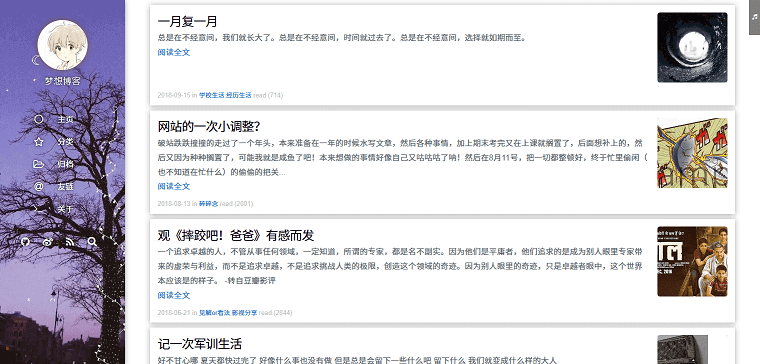 梦想博客
主页
分类
归档
友链
关于
一月复一月
总是在不经意间，我们就长大了。总是在不经意间，时间就过去了。总是在不经意间，选择就如期而至。
阅读全文
2018-09-15 in 学校生活 经历生活 read (714)
网站的一次小调整？
破站跌跌撞撞的走过了一个年头，本来准备在一年的时候水写文章，然后各种事情，加上期末考完又在上课就搁置了，后面想补上的，然
后又因为种种搁置了，可能我就是咸鱼了吧！本来想做的事情好像自己又咕咕咕了呐！然后在8月11号，把一切都整顿好，终于忙里偷闲（
也不知道在忙什么）的偷偷的把关...
阅读全文
2018-08-13 in 碎碎念 read (2001)
观《摔跤吧！爸爸》有感而发
一个追求卓越的人，不管从事任何领域，一定知道，所谓的专家，都是名不副实。因为他们是平庸者，他们追求的是成为别人眼里专家带
来的虚荣与利益，而不是追求卓越，不是追求挑战人类的极限，创造这个领域的奇迹。因为别人眼里的奇迹，只是卓越者眼中，这个世界
本应该是的样子。 -转自豆瓣影评
阅读全文
2018-06-21 in 见解or看法 影视分享 read (2044)
记一次军训生活
好不甘心哪 夏天都快过完了 好像什么事也没有做 但是总是会留下一些什么吧 留下什么 我们就变成什么样的大人